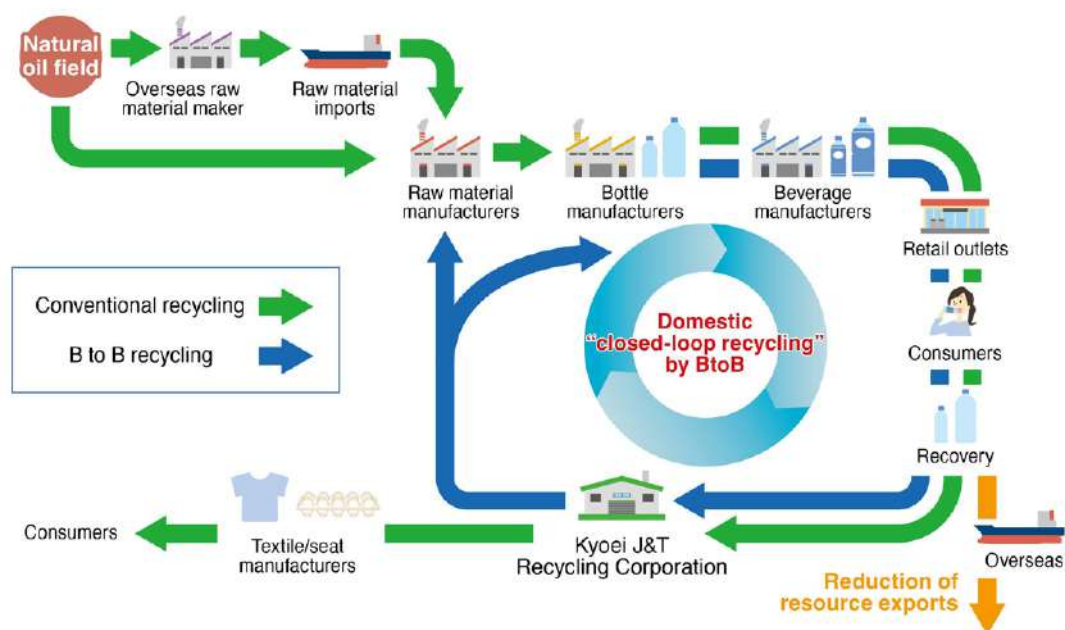 Natural
oil field
Overseas raw
material maker
Raw material
imports
Raw material
manufacturers
Bottle
manufacturers
Beverage
manufacturers
Retail outlets
Conventional recycling
B to B recycling
Domestic
“closed-loop recycling”
by BtoB
Consumers
Recovery
Consumers
Textile/seat
manufacturers
Kyoei J&T
Recycling Corporation
Overseas
Reduction of
resource exports